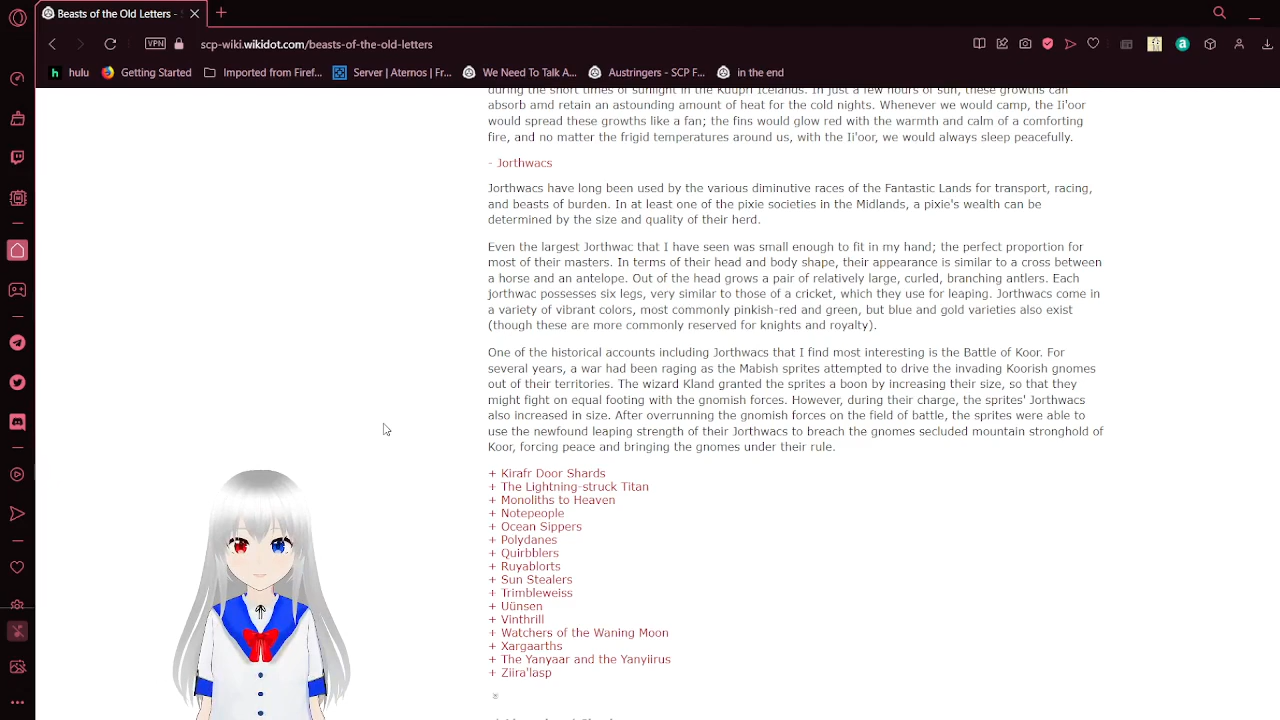 Beasts of the Old Letters -
VPN
scp-wiki.wikidot.com/beasts-of-the-old-letters
hulu
Getting Started
Imported from Firef...
Server | Aternos | Fr...
We Need To Talk A...
Austringers - SCP F...
in the end
during the short times of sunlight in the Kuupri Icelands. In just a few hours of sun, these growths can
absorb amd retain an astounding amount of heat for the cold nights. Whenever we would camp, the Ii'oor
would spread these growths like a fan; the fins would glow red with the warmth and calm of a comforting
fire, and no matter the frigid temperatures around us, with the Ii'oor, we would always sleep peacefully.
- Jorthwacs
Jorthwacs have long been used by the various diminutive races of the Fantastic Lands for transport, racing,
and beasts of burden. In at least one of the pixie societies in the Midlands, a pixie's wealth can be
determined by the size and quality of their herd.
Even the largest Jorthwac that I have seen was small enough to fit in my hand; the perfect proportion for
most of their masters. In terms of their head and body shape, their appearance is similar to a cross between
a horse and an antelope. Out of the head grows a pair of relatively large, curled, branching antlers. Each
jorthwac possesses six legs, very similar to those of a cricket, which they use for leaping. Jorthwacs come in
a variety of vibrant colors, most commonly pinkish-red and green, but blue and gold varieties also exist
(though these are more commonly reserved for knights and royalty).
One of the historical accounts including Jorthwacs that I find most interesting is the Battle of Koor. For
several years, a war had been raging as the Mabish sprites attempted to drive the invading Koorish gnomes
out of their territories. The wizard Kland granted the sprites a boon by increasing their size, so that they
might fight on equal footing with the gnomish forces. However, during their charge, the sprites' Jorthwacs
also increased in size. After overrunning the gnomish forces on the field of battle, the sprites were able to
use the newfound leaping strength of their Jorthwacs to breach the gnomes secluded mountain stronghold of
Koor, forcing peace and bringing the gnomes under their rule.
+ Kirafr Door Shards
+ The Lightning-struck Titan
+ Monoliths to Heaven
+ Notepeople
+ Ocean Sippers
+ Polydanes
+ Quirbblers
+ Ruyablorts
+ Sun Stealers
+ Trimbleweiss
+ Uünsen
+ Vinthrill
+ Watchers of the Waning Moon
+ Xargaarths
+ The Yanyaar and the Yanyiirus
+ Ziira'lasp